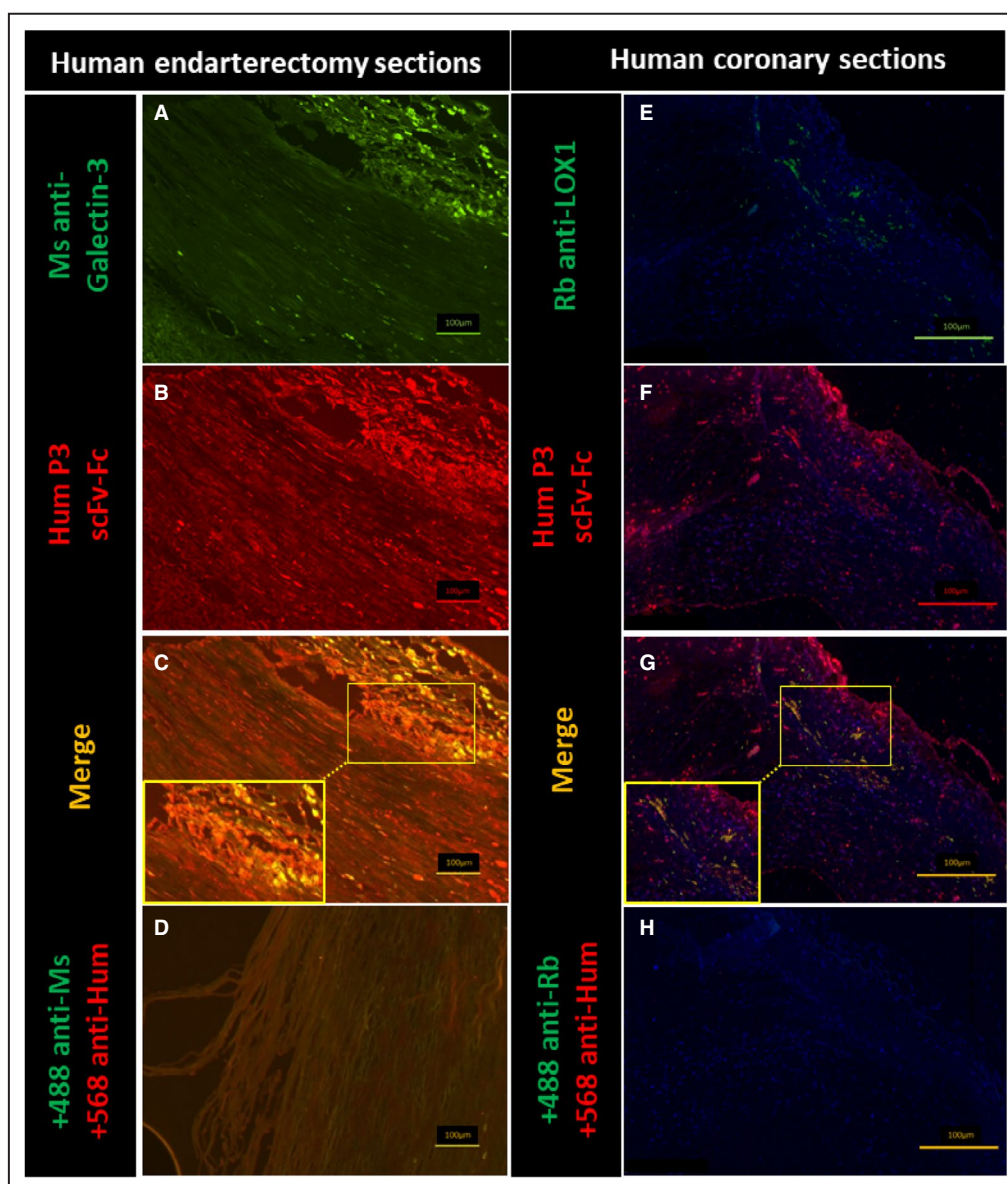 Human endarterectomy sections
Human coronary sections
Ms anti-
Galectin-3
A
100µm
Rb anti-LOX1
E
100µm
Hum P3
scFv-Fc
B
100µm
Hum P3
scFv-Fc
F
100µm
Merge
C
100µm
Merge
G
100µm
+488 anti-Ms
+568 anti-Hum
D
100µm
+488 anti-Rb
+568 anti-Hum
H
100µm